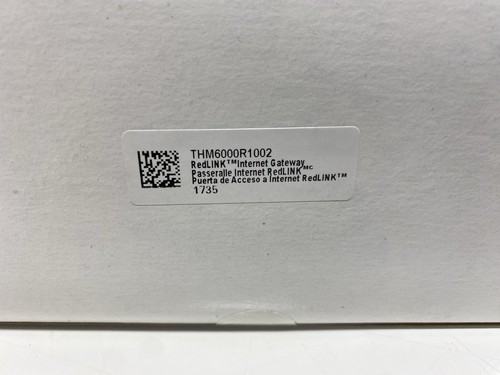 THM6000R1002
RedLINK™Internet Gateway
Passerelle Internet RedLINK MC
Puerta de Acceso a Internet RedLINK™
1735